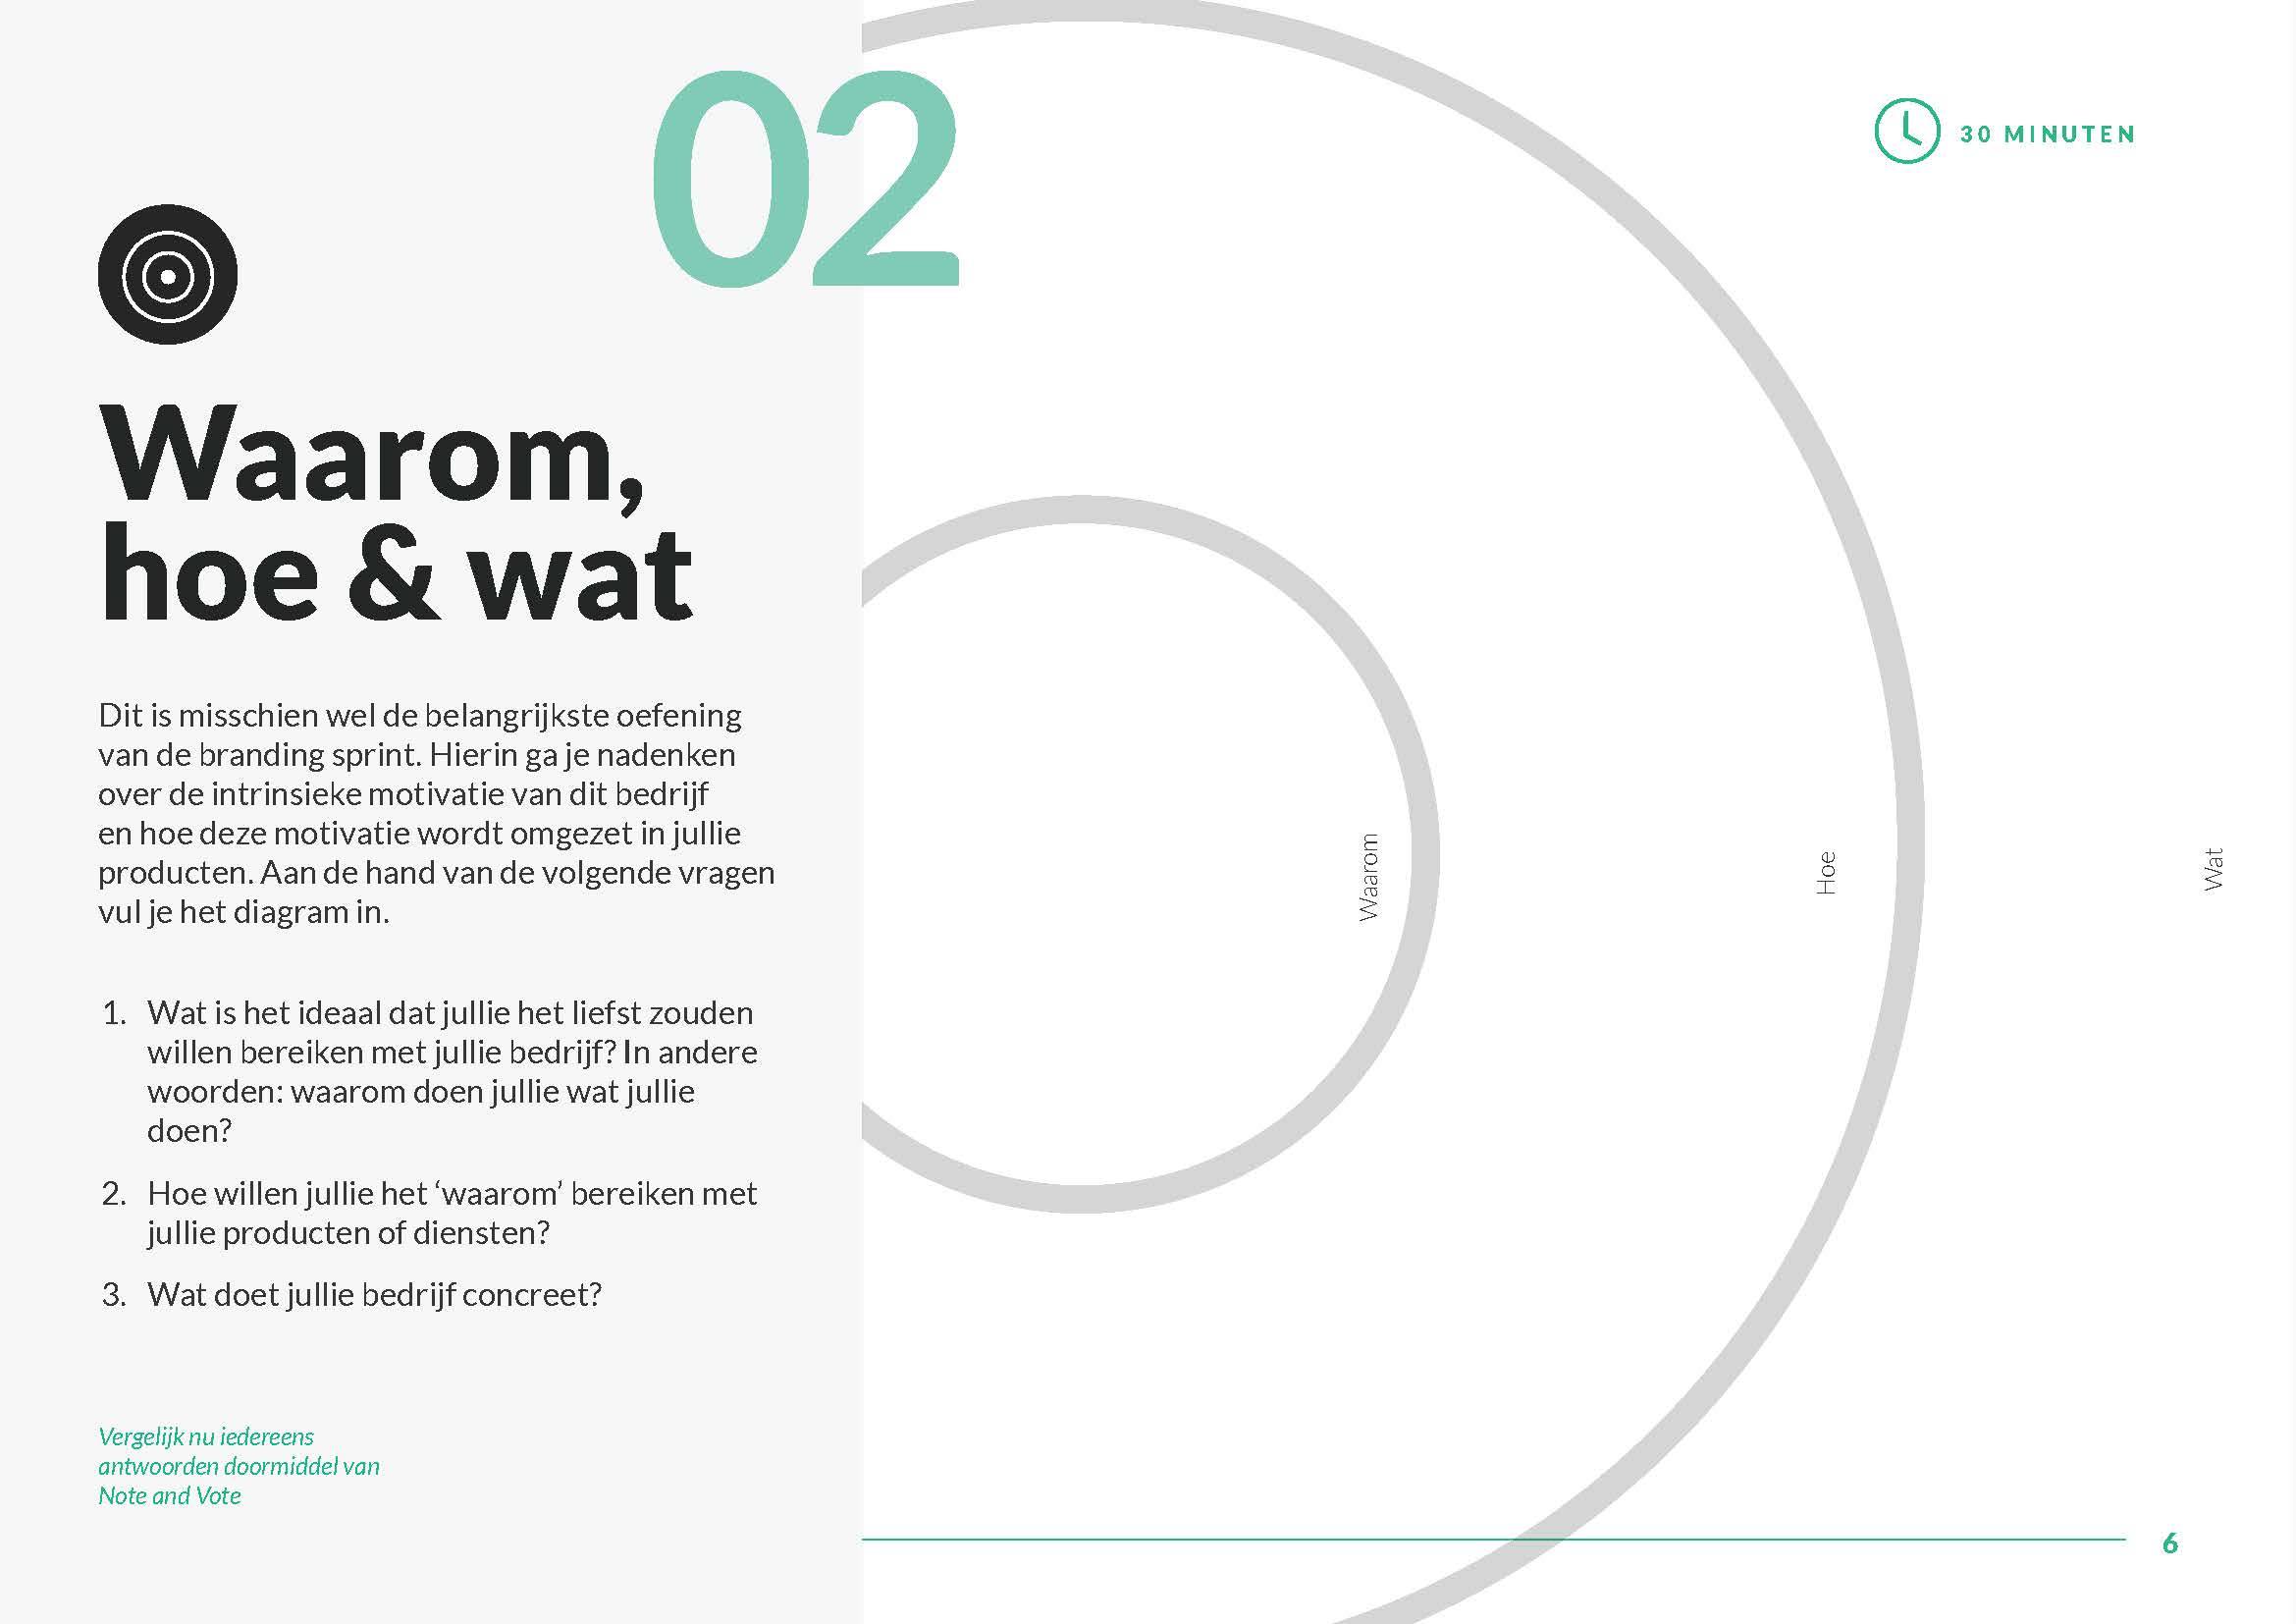 02
30 MINUTEN
Waarom,
hoe & wat
Dit is misschien wel de belangrijkste oefening
van de branding sprint. Hierin ga je nadenken
over de intrinsieke motivatie van dit bedrijf
en hoe deze motivatie wordt omgezet in jullie
producten. Aan de hand van de volgende vragen
vul je het diagram in.
1. Wat is het ideaal dat jullie het liefst zouden
willen bereiken met jullie bedrijf? In andere
woorden: waarom doen jullie wat jullie
doen?
2. Hoe willen jullie het ‘waarom’ bereiken met
jullie producten of diensten?
3. Wat doet jullie bedrijf concreet?
Vergelijk nu iedereens
antwoorden doormiddel van
Note and Vote
Waarom
Hoe
Wat
6